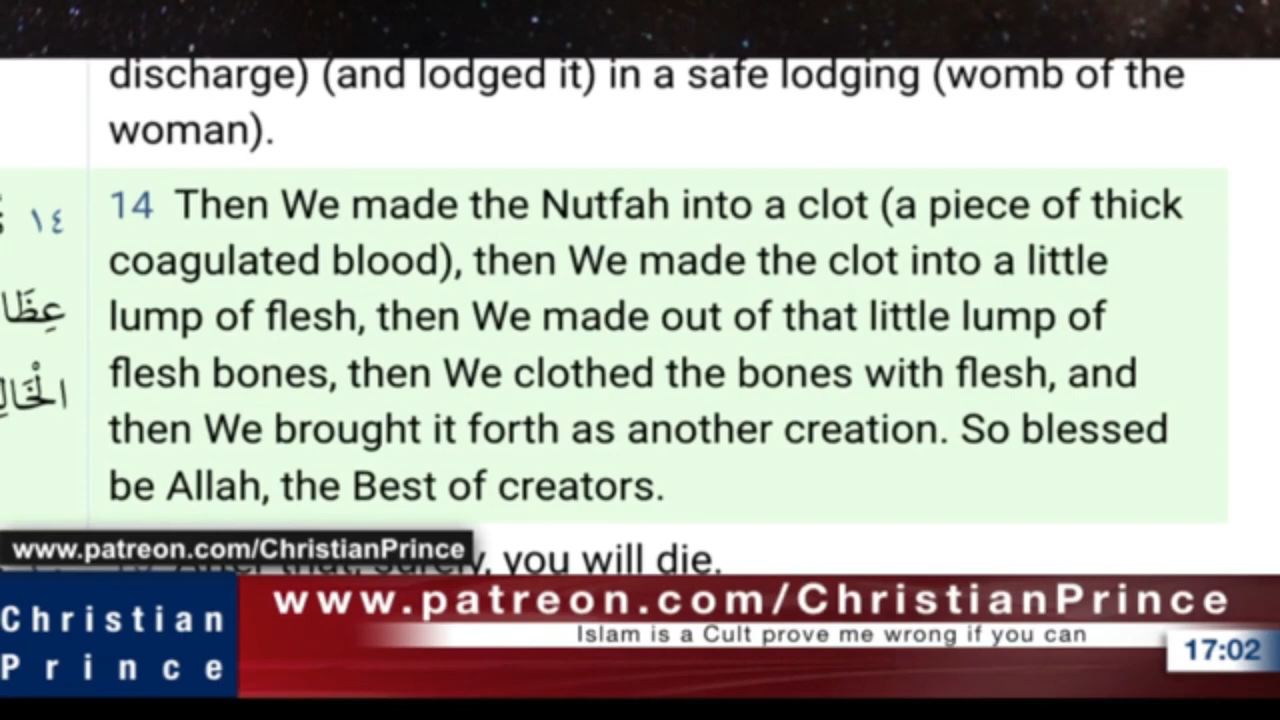 discharge) (and lodged it) in a safe lodging (womb of the
woman).
١٤ 14 Then We made the Nutfah into a clot (a piece of thick
coagulated blood), then We made the clot into a little
عِظَا lump of flesh, then We made out of that little lump of
flesh bones, then We clothed the bones with flesh, and
then We brought it forth as another creation. So blessed
be Allah, the Best of creators.
www.patreon.com/ChristianPrince
you will die.
www.patreon.com/ChristianPrince
Christian
Prince
Islam is a Cult prove me wrong if you can
17:02